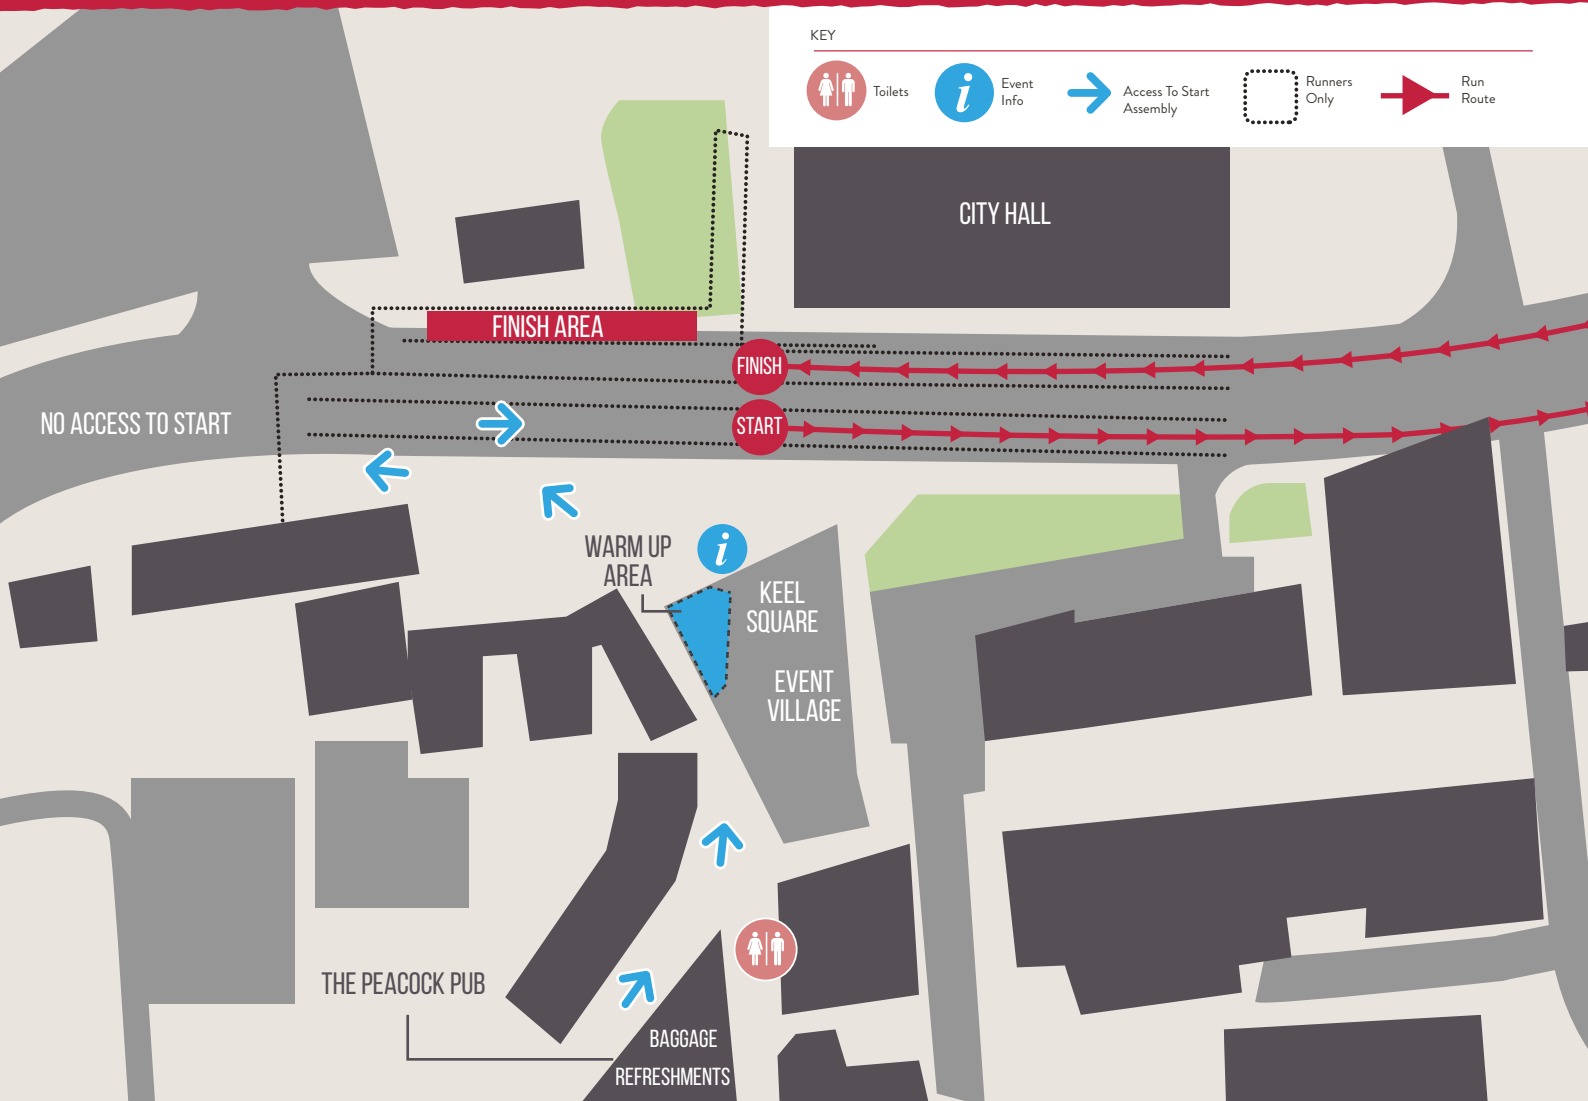 KEY
Toilets
Event
Info
Access To Start
Assembly
Runners
Only
Run
Route
CITY HALL
FINISH AREA
FINISH
START
NO ACCESS TO START
WARM UP
AREA
i
KEEL
SQUARE
EVENT
VILLAGE
THE PEACOCK PUB
BAGGAGE
REFRESHMENTS